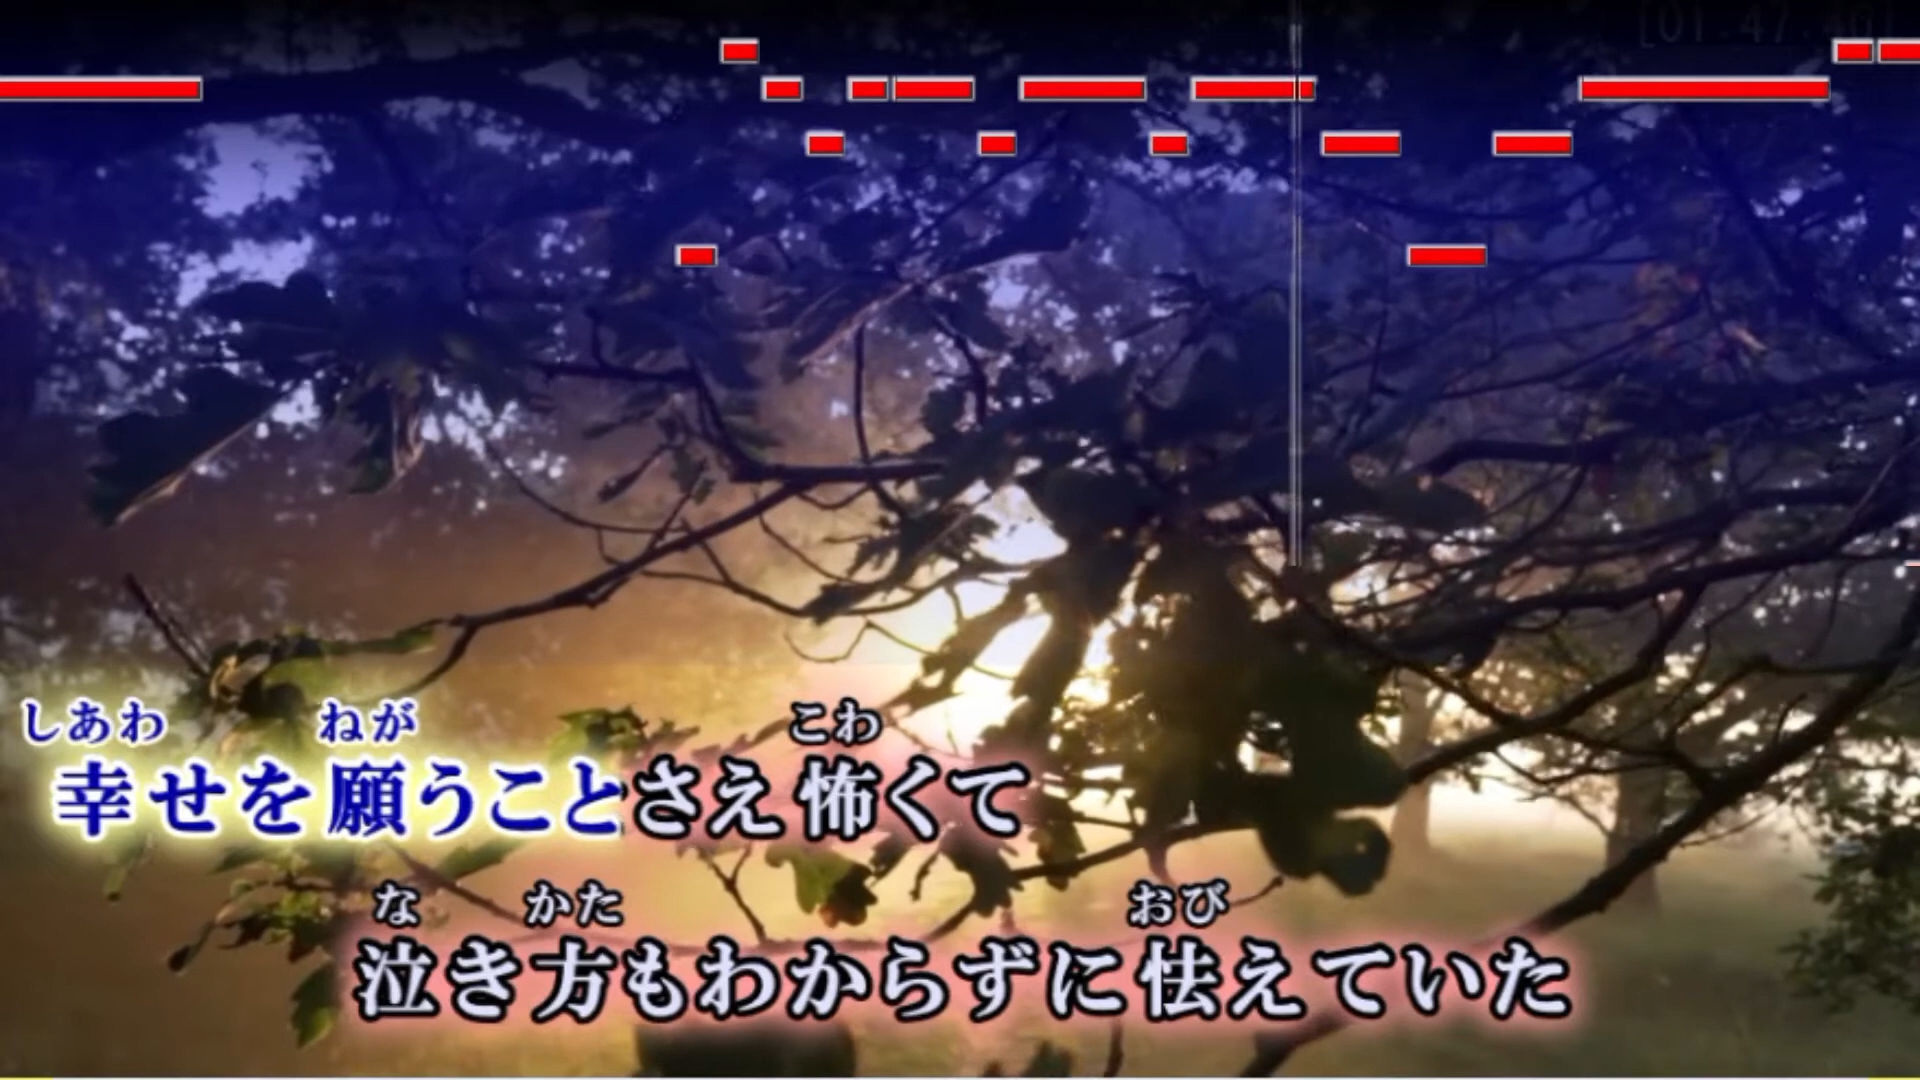 しあわ ねが こわ
幸せを願うことさえ怖くて
な かた おび
泣き方もわからずに怯えていた